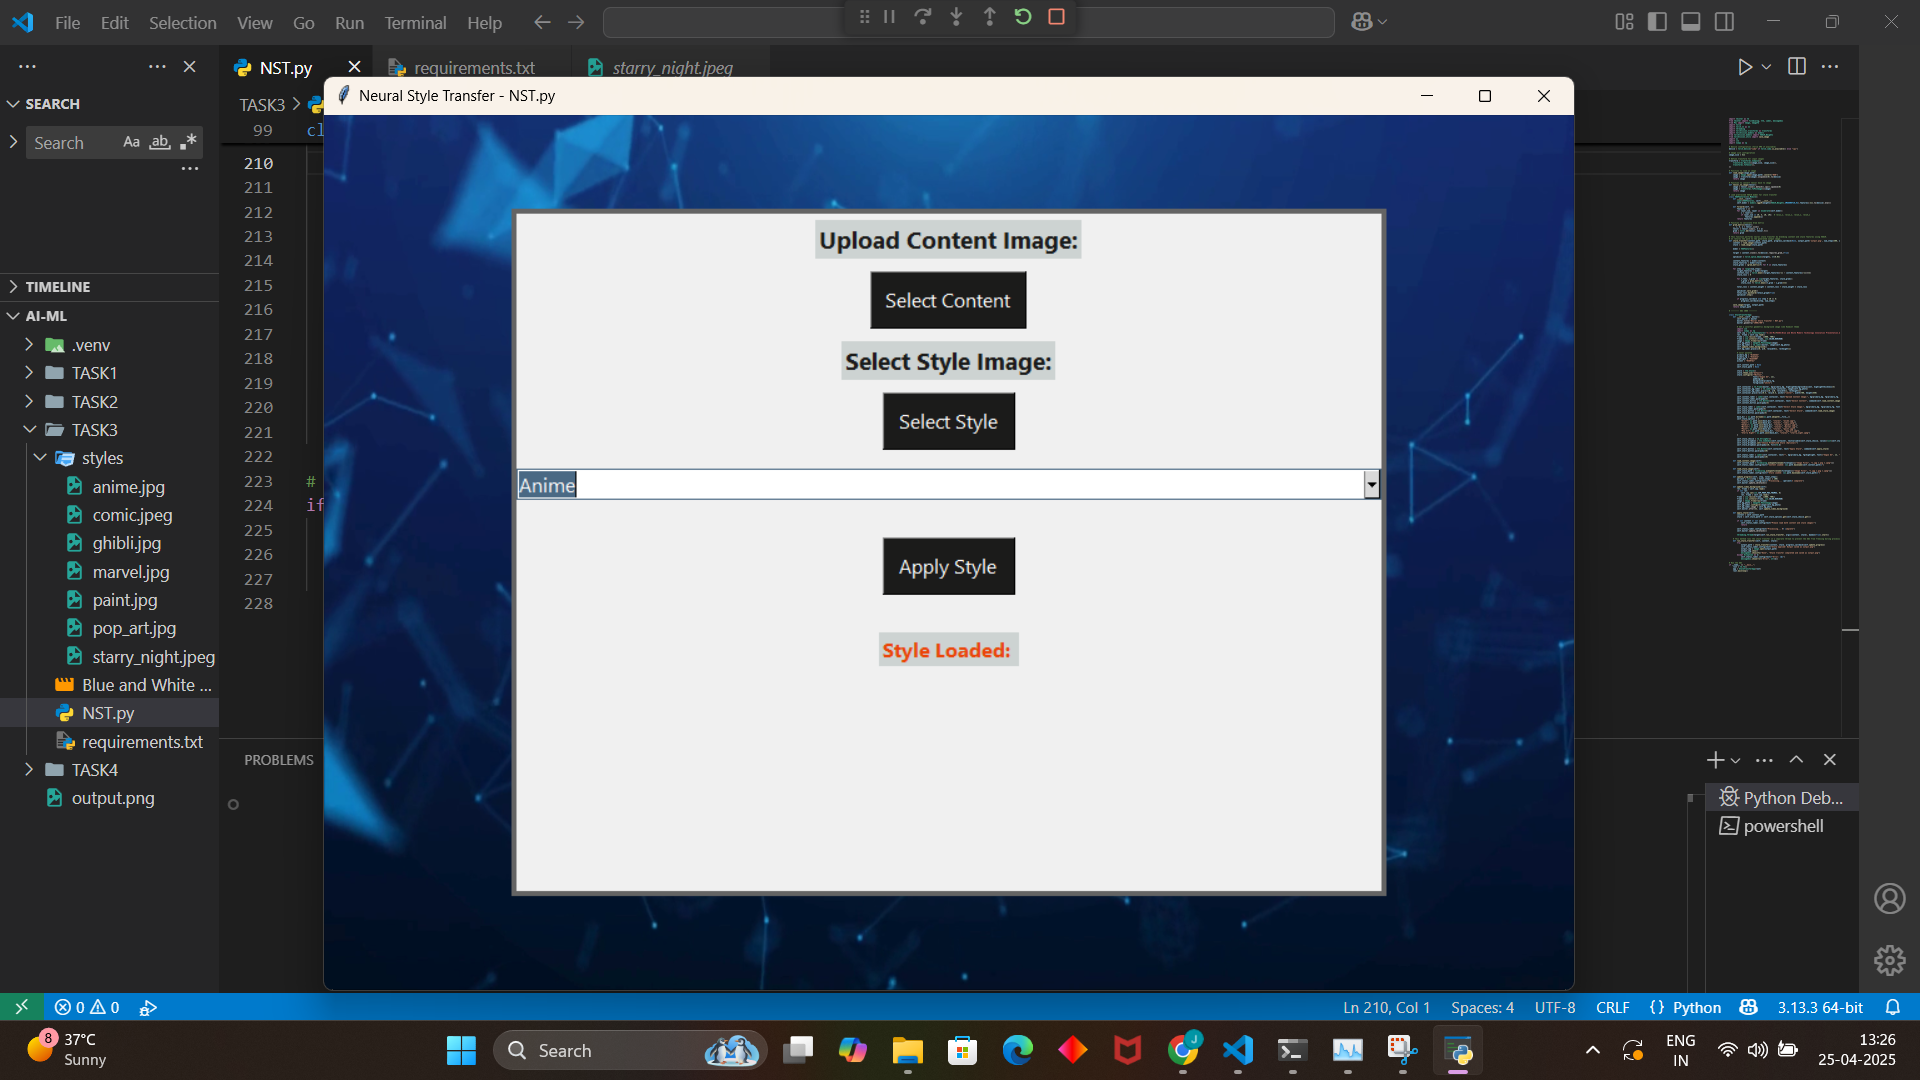 File Edit Selection View Go Run Terminal Help
NST.py
requirements.txt
starry_night.jpeg
SEARCH
Search
Aa ab
TIMELINE
AI-ML
.venv
TASK1
TASK2
TASK3
styles
anime.jpg
comic.jpeg
ghibli.jpg
marvel.jpg
paint.jpg
pop_art.jpg
starry_night.jpeg
Blue and White ...
NST.py
requirements.txt
TASK4
output.png
TASK3
99 cl
210
211
212
213
214
215
216
217
218
219
220
221
222
223 #
224 if
225
226
227
228
Neural Style Transfer - NST.py
Upload Content Image:
Select Content
Select Style Image:
Select Style
Anime
Apply Style
Style Loaded:
PROBLEMS
Python Deb...
powershell
0 0
Ln 210, Col 1 Spaces: 4 UTF-8 CRLF {} Python 3.13.3 64-bit
8
37°C
Sunny
Search
J
ENG
IN
13:26
25-04-2025